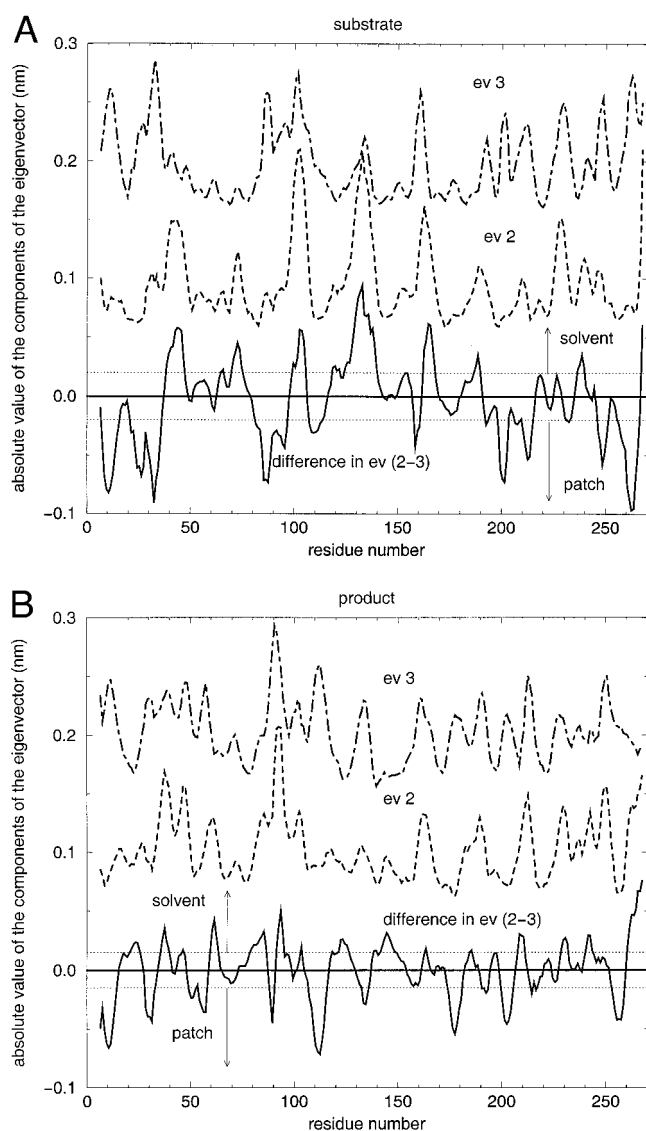 A
substrate
0.3
ev 3
0.2
absolute value of the components of the eigenvector (nm)
ev 2
0.1
solvent
0.0
difference in ev (2–3)
patch
−0.1
0 50 100 150 200 250
residue number
B
product
0.3
ev 3
0.2
absolute value of the components of the eigenvector (nm)
ev 2
0.1
solvent
difference in ev (2–3)
0.0
patch
−0.1
0 50 100 150 200 250
residue number